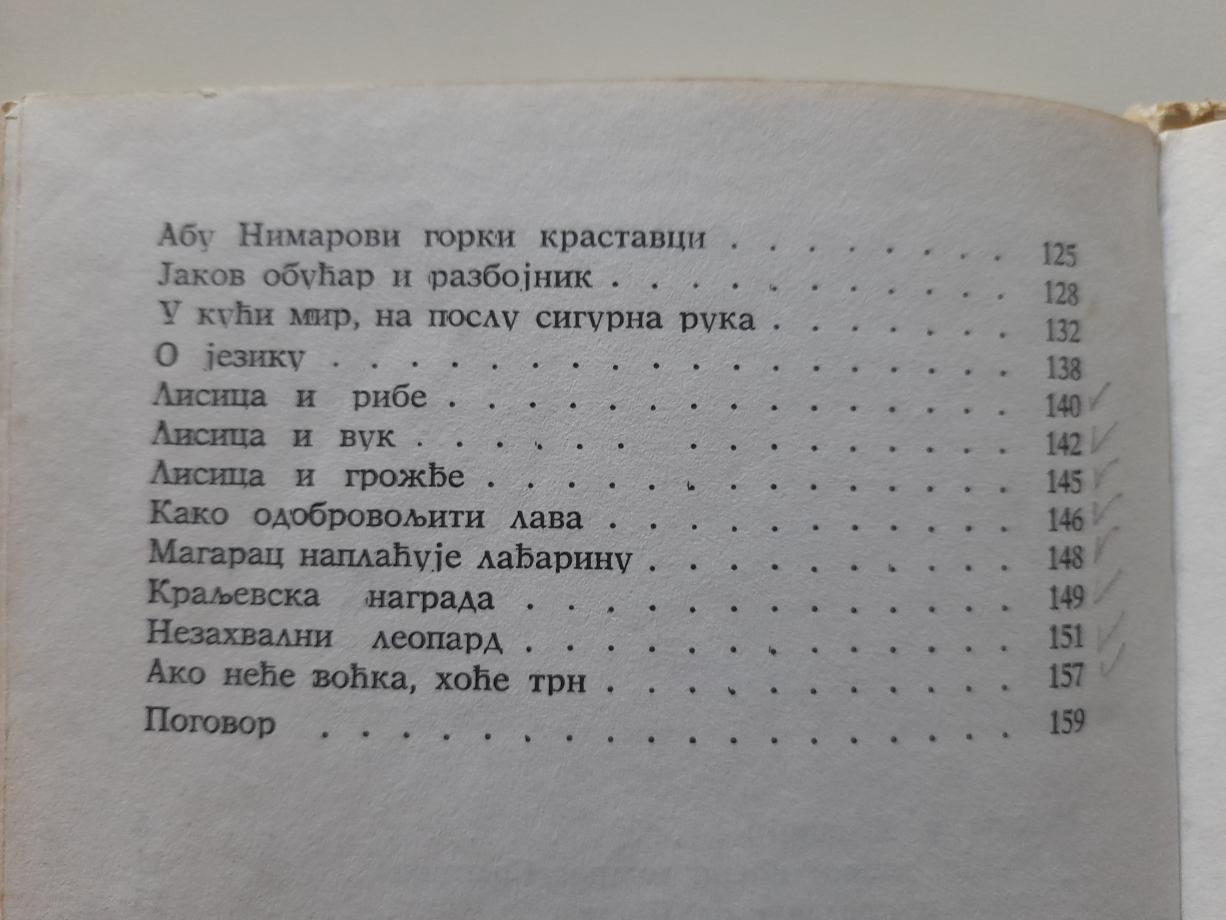 Абу Нимарови горки краставци . . . . . . . 125
Јаков обућар и разбојник . . . . . . . . . . 128
У кући мир, на послу сигурна рука . . . . . . 132
О језику . . . . . . . . . . . . . . . . . 138
Лисица и рибе . . . . . . . . . . . . . . 140
Лисица и вук . . . . . . . . . . . . . . 142
Лисица и грожђе . . . . . . . . . . . . . 145
Како одобровољити лава . . . . . . . . . . 146
Магарац наплаћује лађарину . . . . . . . . . 148
Краљевска награда . . . . . . . . . . . . 149
Незахвални леопард . . . . . . . . . . . . 151
Ако неће воћка, хоће трн . . . . . . . . . . 157
Поговор . . . . . . . . . . . . . . . . . 159